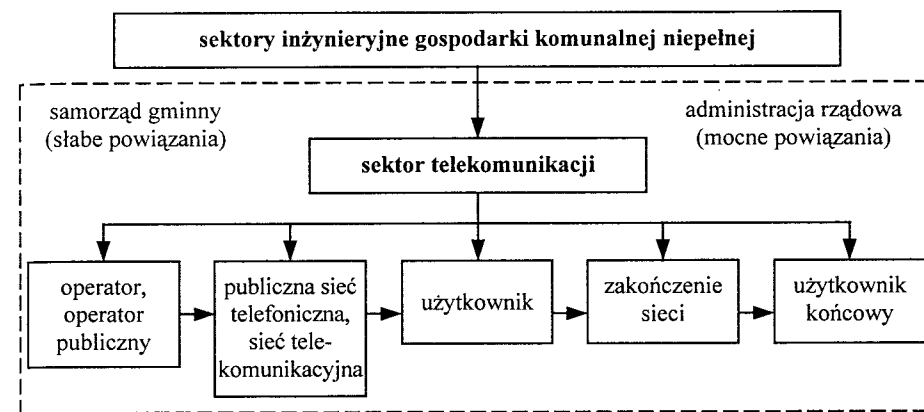 sektory inżynieryjne gospodarki komunalnej niepełnej
samorząd gminny
(słabe powiązania)
administracja rządowa
(mocne powiązania)
sektor telekomunikacji
operator,
operator
publiczny
publiczna sieć
telefoniczna,
sieć tele-
komunikacyjna
użytkownik
zakończenie
sieci
użytkownik
końcowy